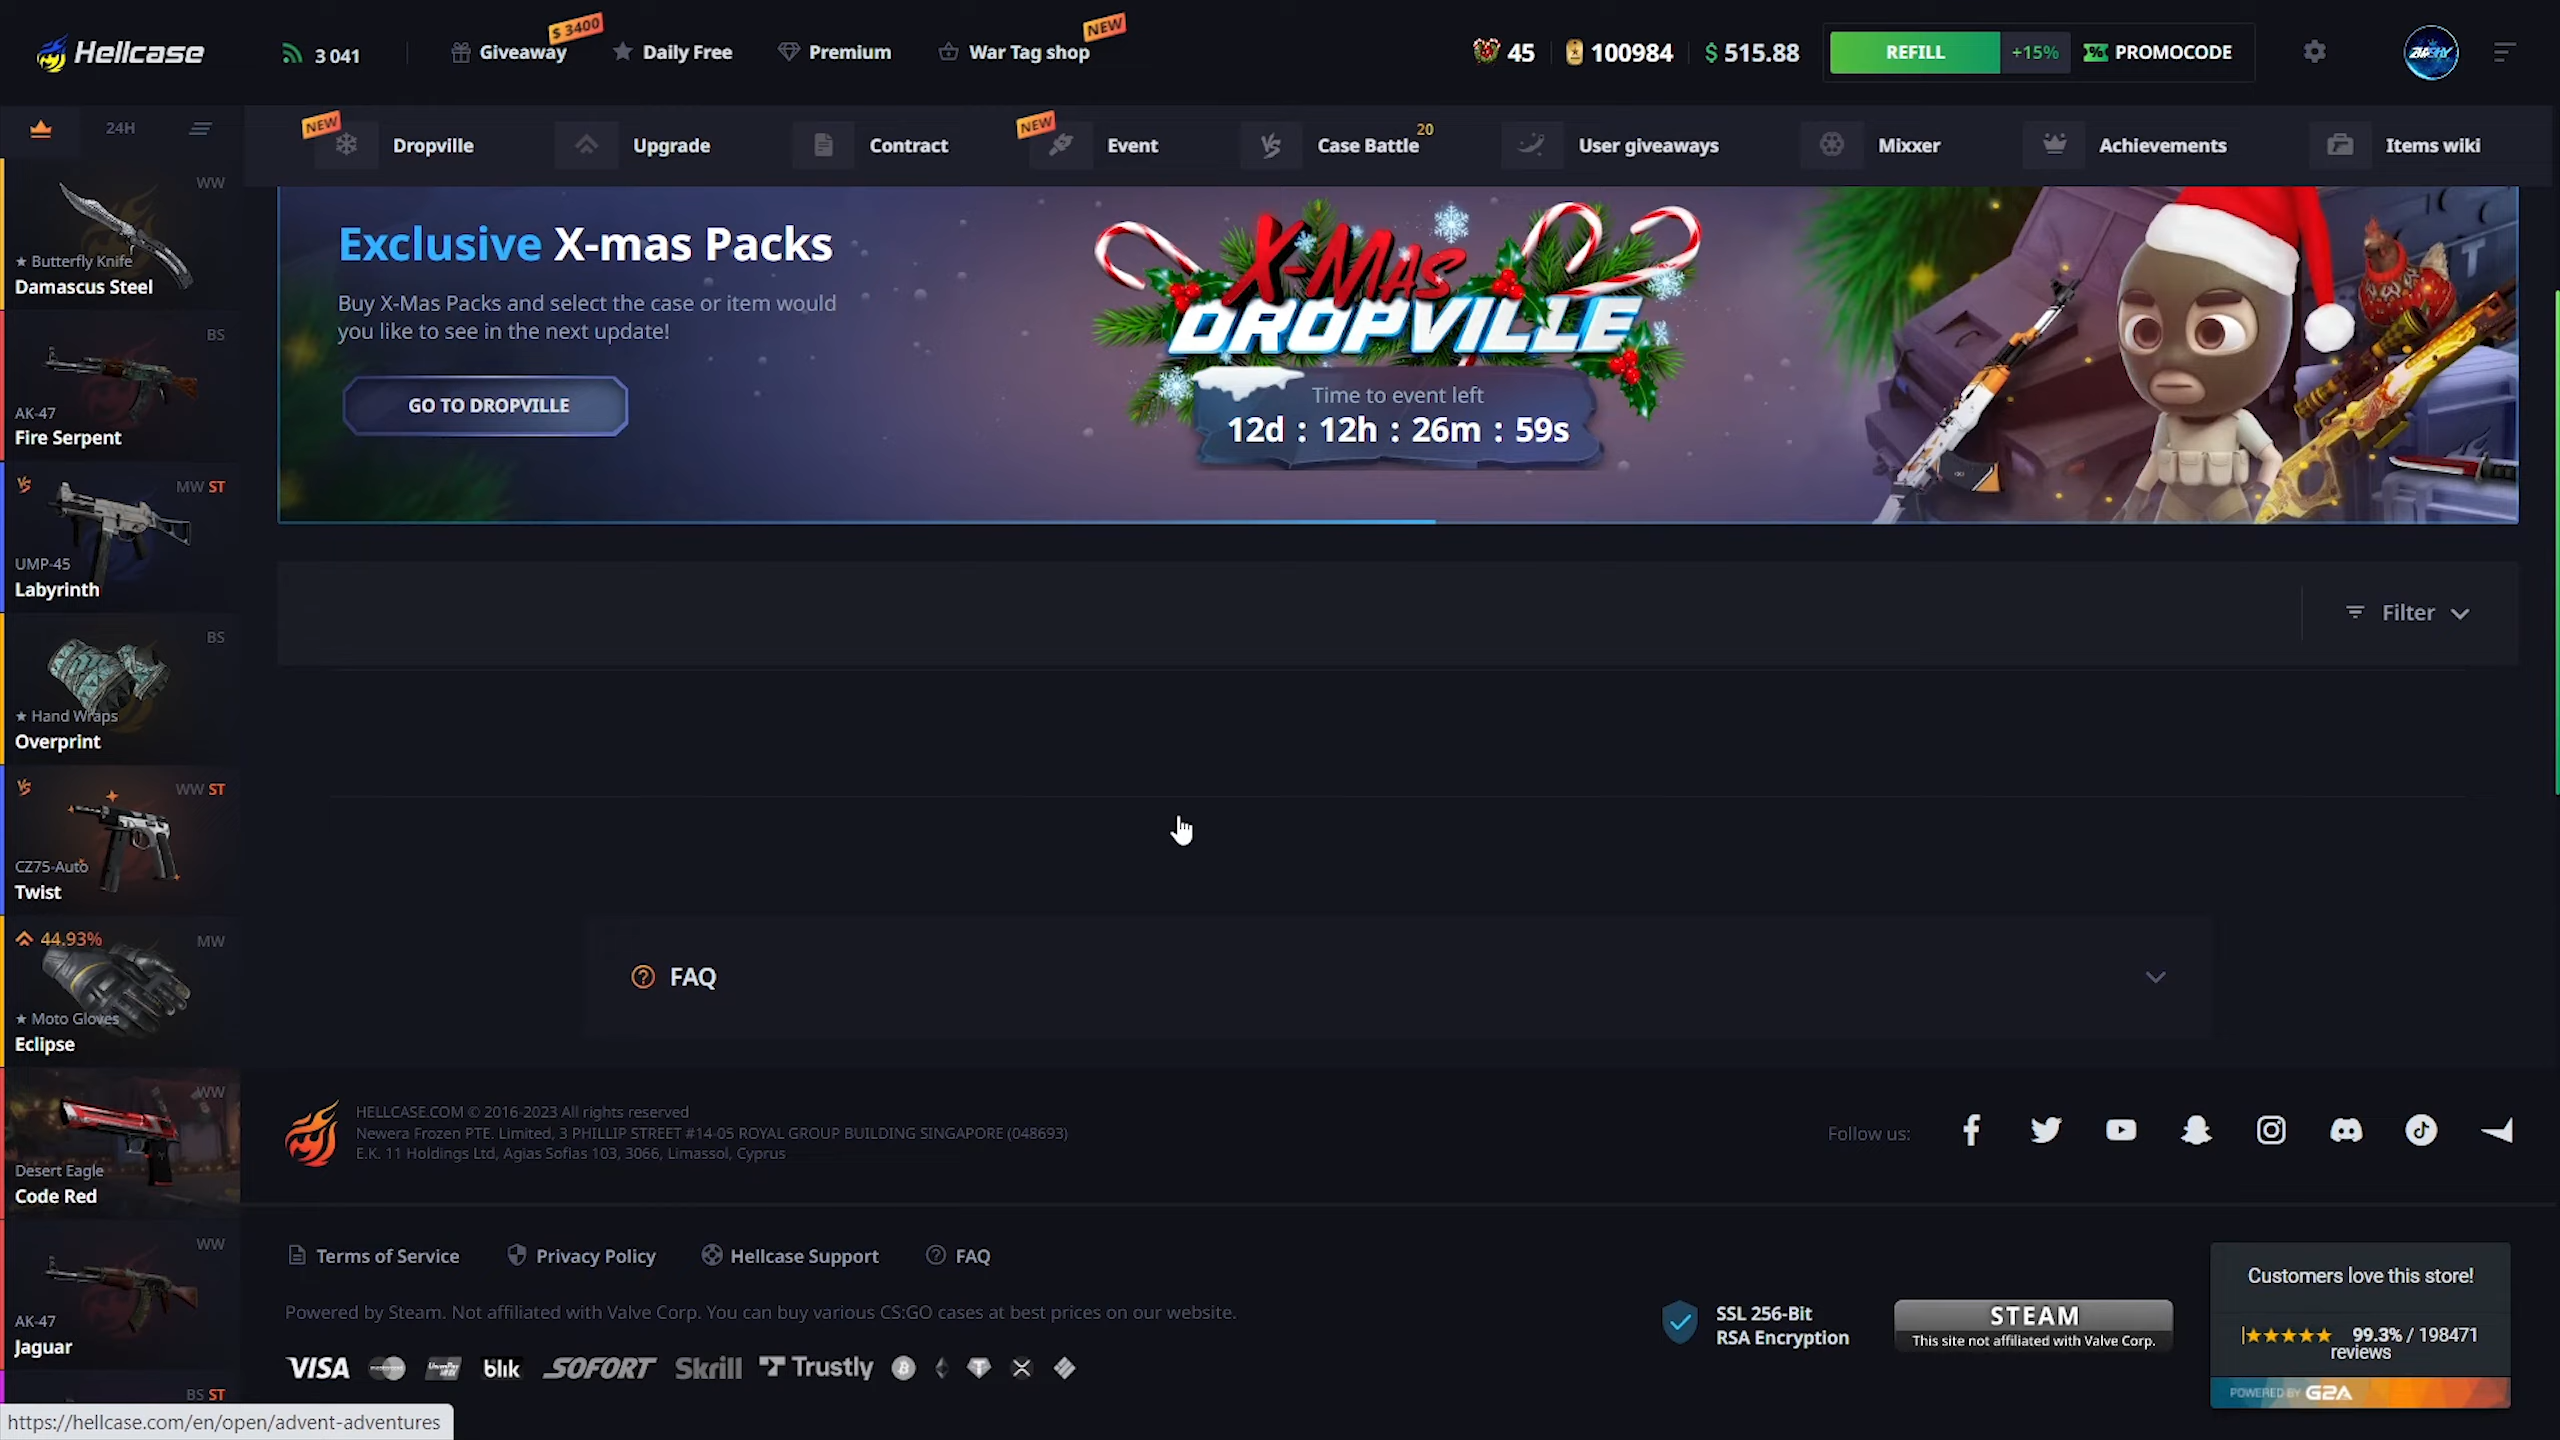 Hellcase
3 041
Giveaway
$ 3400
Daily Free
Premium
War Tag shop
NEW
45
100984
$ 515.88
REFILL
+15%
PROMOCODE
24H
NEW
Dropville
Upgrade
Contract
NEW
Event
Case Battle
20
User giveaways
Mixxer
Achievements
Items wiki
WW
★ Butterfly Knife
Damascus Steel
BS
AK-47
Fire Serpent
MW ST
UMP-45
Labyrinth
BS
★ Hand Wraps
Overprint
WW ST
CZ75-Auto
Twist
44.93%
MW
★ Moto Gloves
Eclipse
WW
Desert Eagle
Code Red
WW
AK-47
Jaguar
BS ST
Exclusive X-mas Packs
Buy X-Mas Packs and select the case or item would
you like to see in the next update!
GO TO DROPVILLE
X-MAS
DROPVILLE
Time to event left
12d : 12h : 26m : 59s
Filter
FAQ
HELLCASE.COM © 2016-2023 All rights reserved
Newera Frozen PTE. Limited, 3 PHILLIP STREET #14-05 ROYAL GROUP BUILDING SINGAPORE (048693)
E.K. 11 Holdings Ltd, Agias Sofias 103, 3066, Limassol, Cyprus
Follow us:
Terms of Service
Privacy Policy
Hellcase Support
FAQ
Powered by Steam. Not affiliated with Valve Corp. You can buy various CS:GO cases at best prices on our website.
VISA
blik
SOFORT
Skrill
Trustly
SSL 256-Bit
RSA Encryption
STEAM
This site not affiliated with Valve Corp.
Customers love this store!
99.3% / 198471
reviews
POWERED BY G2A
https://hellcase.com/en/open/advent-adventures